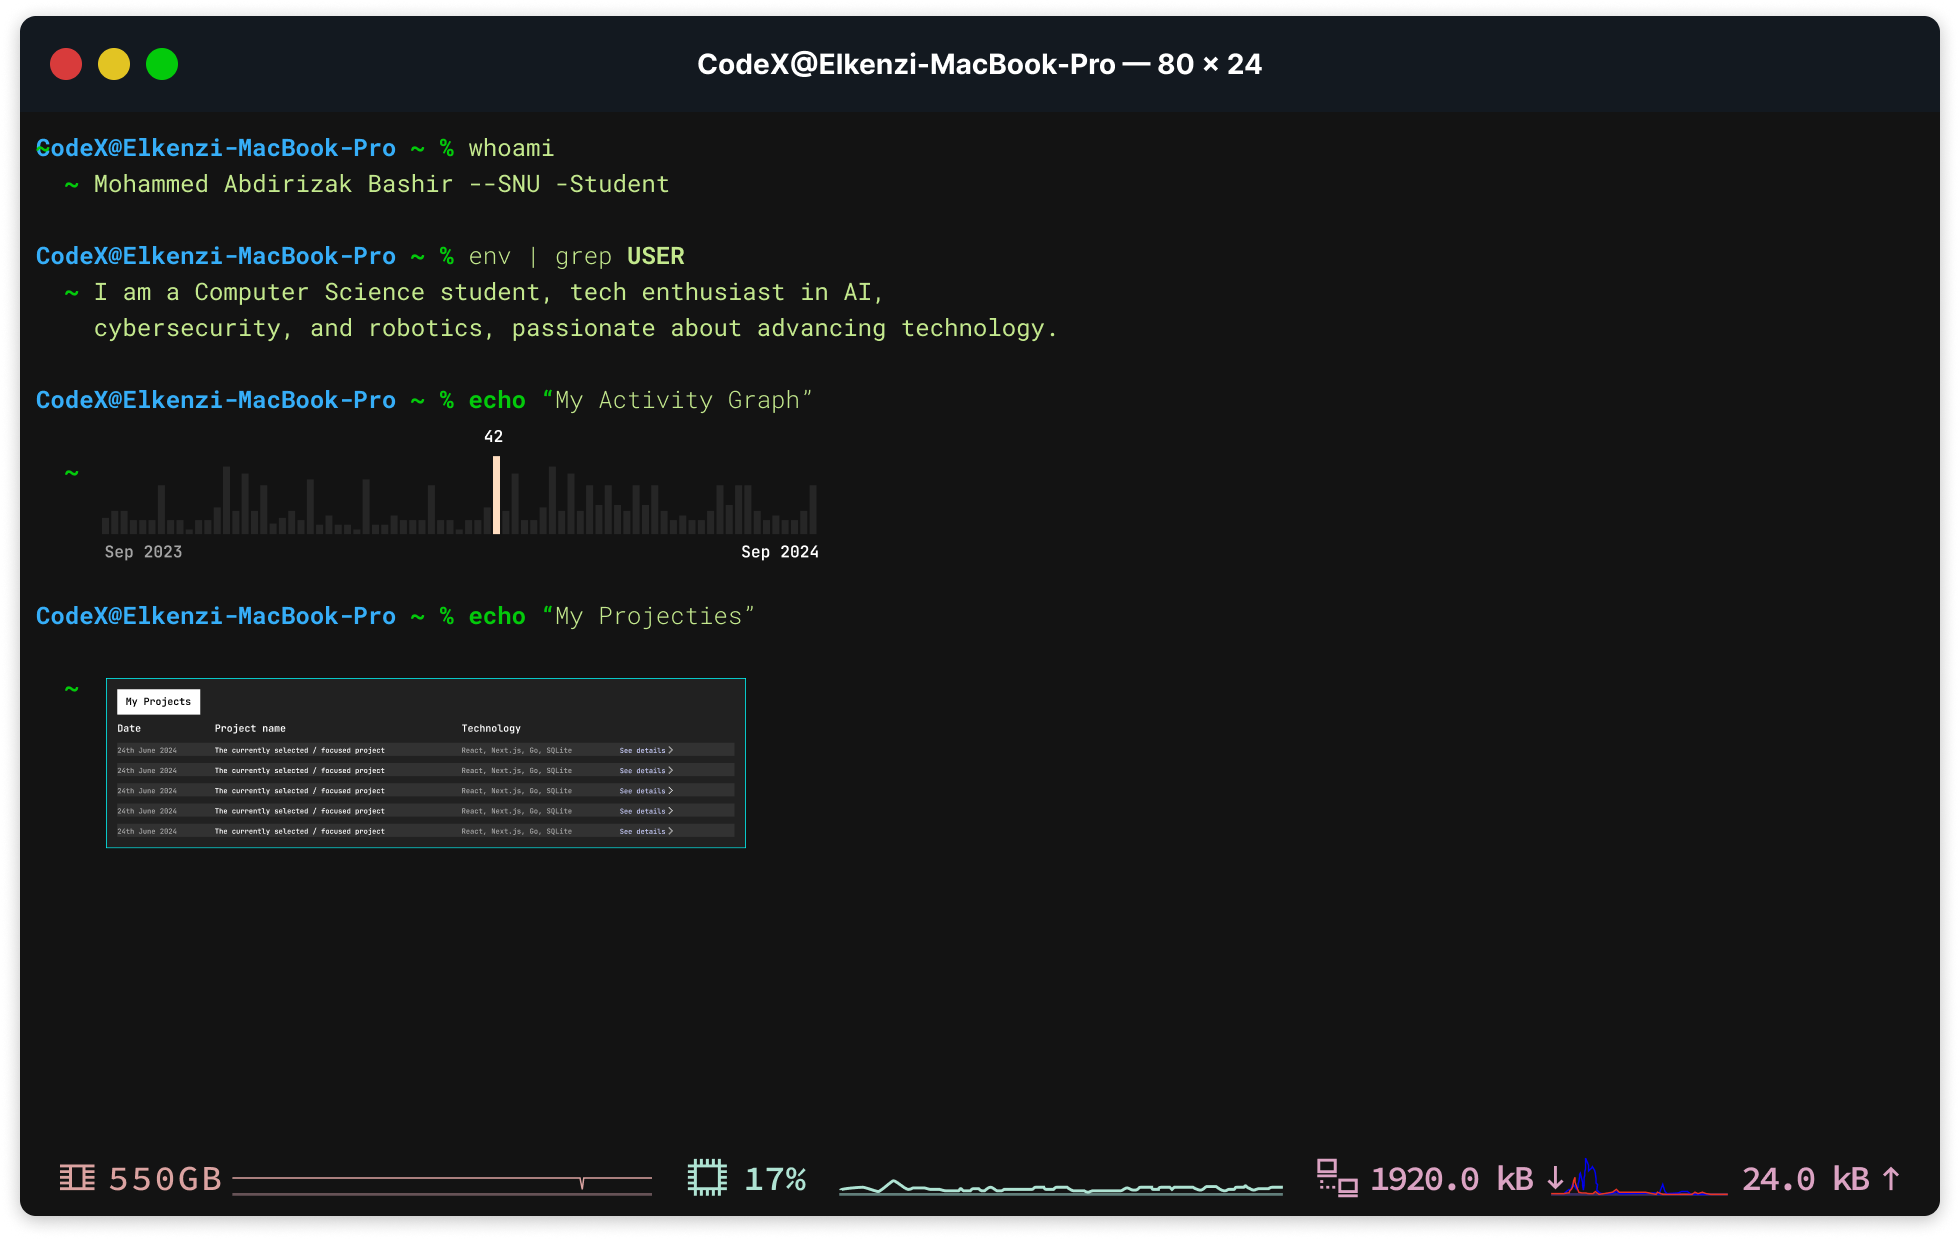 CodeX@Elkenzi-MacBook-Pro — 80 × 24
CodeX@Elkenzi-MacBook-Pro ~ % whoami
~ Mohammed Abdirizak Bashir --SNU -Student
CodeX@Elkenzi-MacBook-Pro ~ % env | grep USER
~ I am a Computer Science student, tech enthusiast in AI,
cybersecurity, and robotics, passionate about advancing technology.
CodeX@Elkenzi-MacBook-Pro ~ % echo “My Activity Graph”
42
~
Sep 2023 Sep 2024
CodeX@Elkenzi-MacBook-Pro ~ % echo “My Projecties”
~
My Projects
Date Project name Technology
24th June 2024 The currently selected / focused project React, Next.js, Go, SQLite See details >
24th June 2024 The currently selected / focused project React, Next.js, Go, SQLite See details >
24th June 2024 The currently selected / focused project React, Next.js, Go, SQLite See details >
24th June 2024 The currently selected / focused project React, Next.js, Go, SQLite See details >
24th June 2024 The currently selected / focused project React, Next.js, Go, SQLite See details >
550GB 17% 1920.0 kB ↓ 24.0 kB ↑